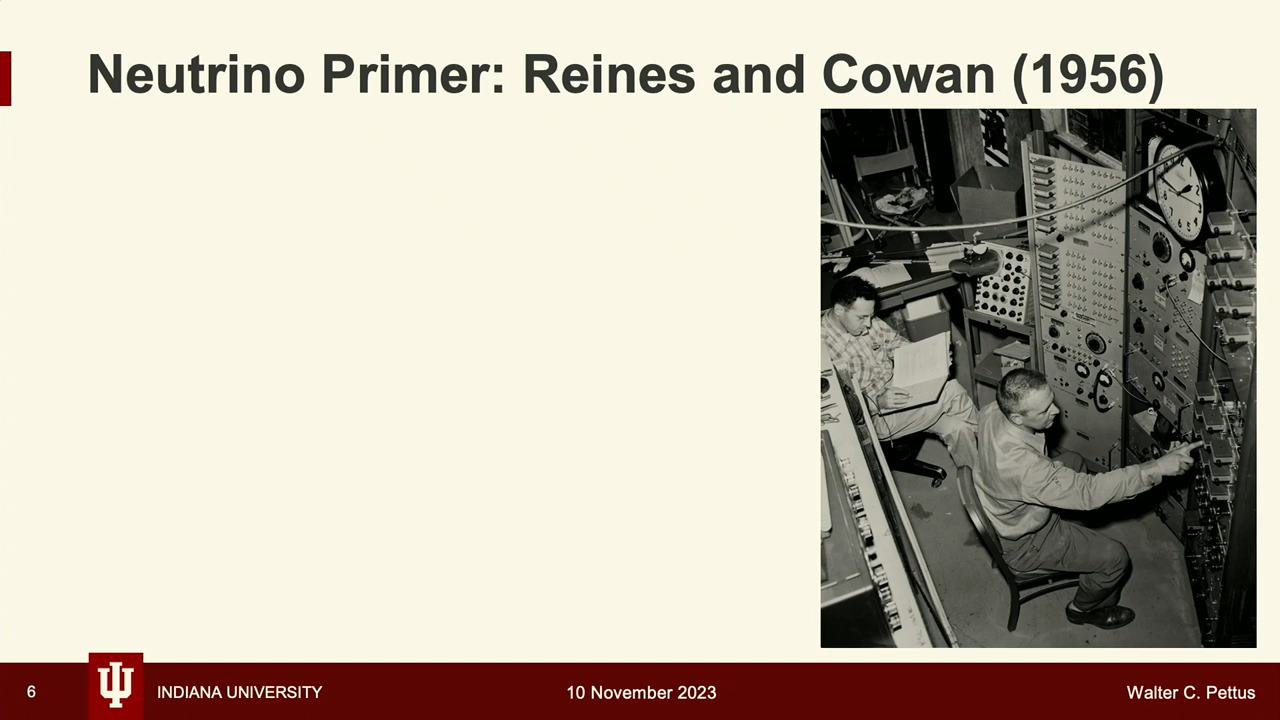 Neutrino Primer: Reines and Cowan (1956)
6
INDIANA UNIVERSITY
10 November 2023
Walter C. Pettus